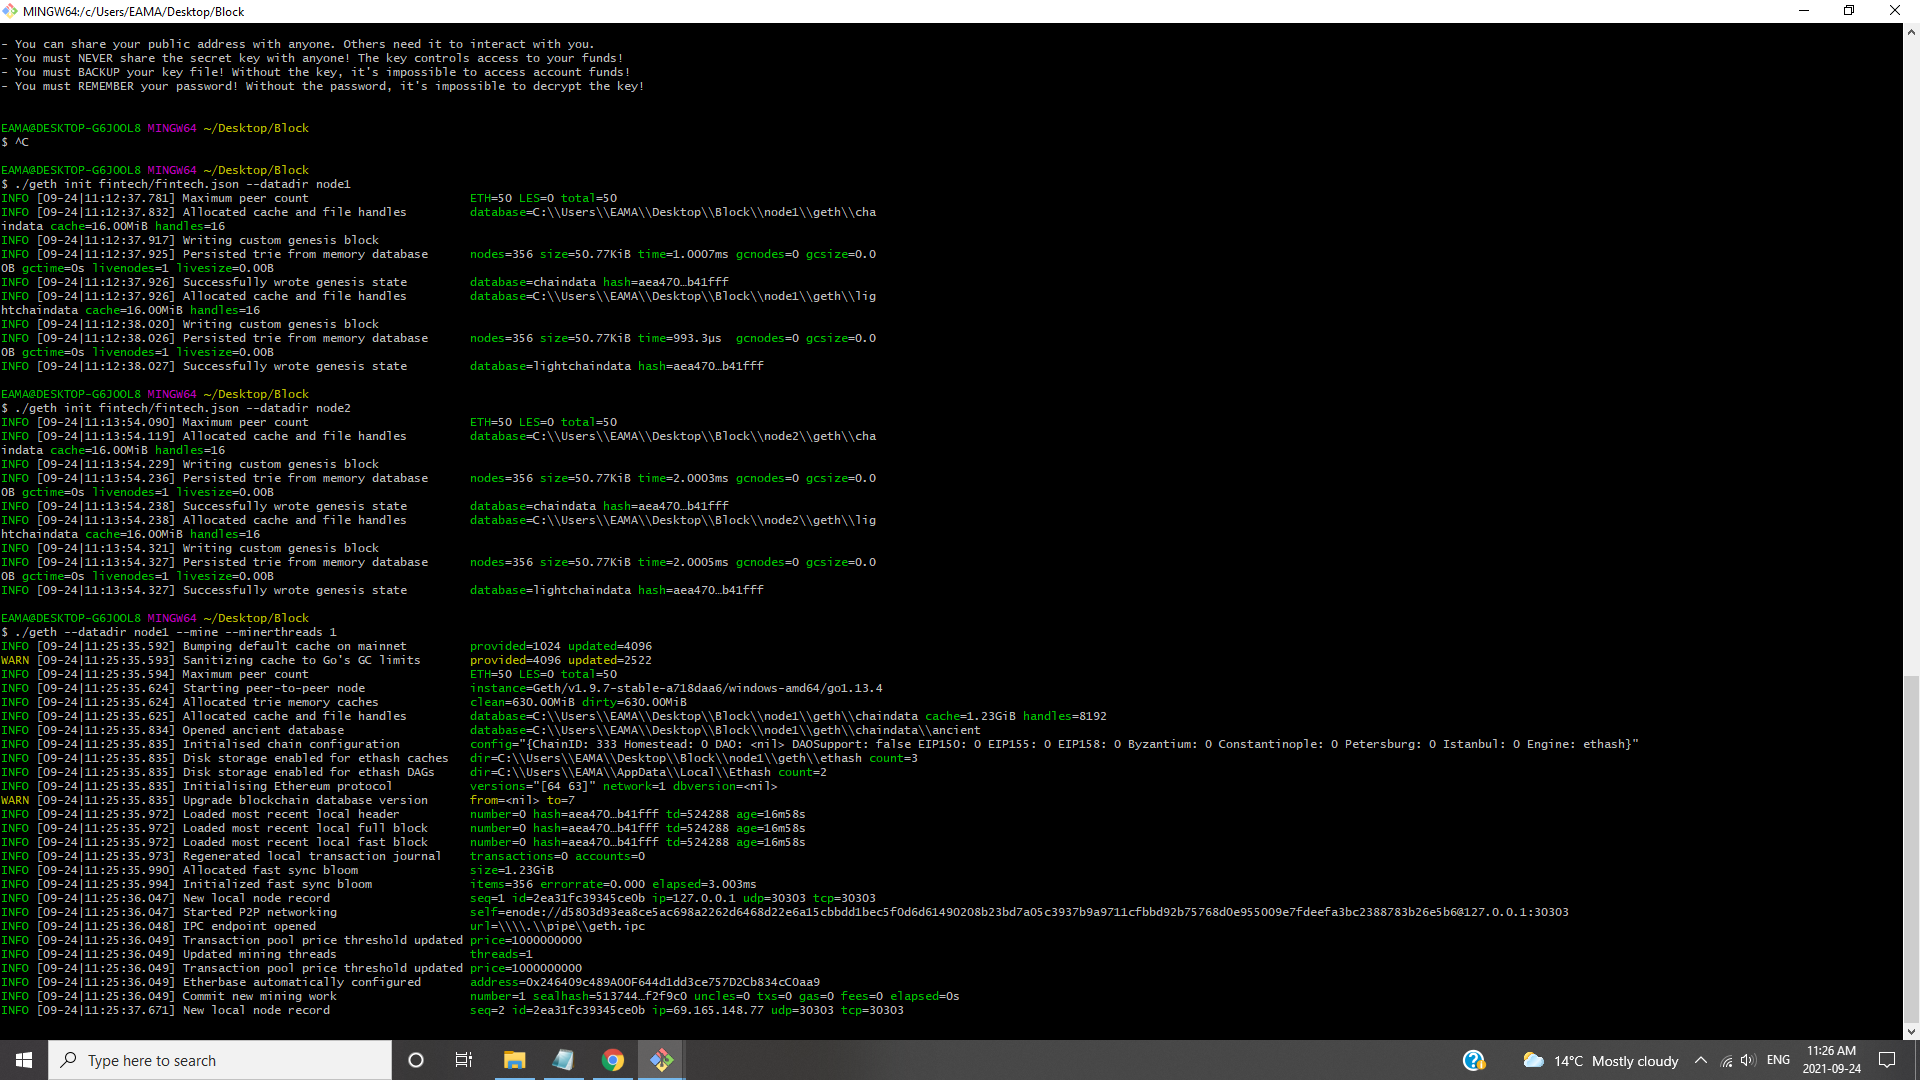 MINGW64:/c/Users/EAMA/Desktop/Block
- You can share your public address with anyone. Others need it to interact with you.
- You must NEVER share the secret key with anyone! The key controls access to your funds!
- You must BACKUP your key file! Without the key, it's impossible to access account funds!
- You must REMEMBER your password! Without the password, it's impossible to decrypt the key!
EAMA@DESKTOP-G6JOOL8 MINGW64 ~/Desktop/Block
$ ^C
EAMA@DESKTOP-G6JOOL8 MINGW64 ~/Desktop/Block
$ ./geth init fintech/fintech.json --datadir node1
INFO [09-24|11:12:37.781] Maximum peer count ETH=50 LES=0 total=50
INFO [09-24|11:12:37.832] Allocated cache and file handles database=C:\\Users\\EAMA\\Desktop\\Block\\node1\\geth\\cha
indata cache=16.00MiB handles=16
INFO [09-24|11:12:37.917] Writing custom genesis block
INFO [09-24|11:12:37.925] Persisted trie from memory database nodes=356 size=50.77KiB time=1.0007ms gcnodes=0 gcsize=0.0
0B gctime=0s livenodes=1 livesize=0.00B
INFO [09-24|11:12:37.926] Successfully wrote genesis state database=chaindata hash=aea470…b41fff
INFO [09-24|11:12:37.926] Allocated cache and file handles database=C:\\Users\\EAMA\\Desktop\\Block\\node1\\geth\\lig
htchaindata cache=16.00MiB handles=16
INFO [09-24|11:12:38.020] Writing custom genesis block
INFO [09-24|11:12:38.026] Persisted trie from memory database nodes=356 size=50.77KiB time=993.3µs gcnodes=0 gcsize=0.0
0B gctime=0s livenodes=1 livesize=0.00B
INFO [09-24|11:12:38.027] Successfully wrote genesis state database=lightchaindata hash=aea470…b41fff
EAMA@DESKTOP-G6JOOL8 MINGW64 ~/Desktop/Block
$ ./geth init fintech/fintech.json --datadir node2
INFO [09-24|11:13:54.090] Maximum peer count ETH=50 LES=0 total=50
INFO [09-24|11:13:54.119] Allocated cache and file handles database=C:\\Users\\EAMA\\Desktop\\Block\\node2\\geth\\cha
indata cache=16.00MiB handles=16
INFO [09-24|11:13:54.229] Writing custom genesis block
INFO [09-24|11:13:54.236] Persisted trie from memory database nodes=356 size=50.77KiB time=2.0003ms gcnodes=0 gcsize=0.0
0B gctime=0s livenodes=1 livesize=0.00B
INFO [09-24|11:13:54.238] Successfully wrote genesis state database=chaindata hash=aea470…b41fff
INFO [09-24|11:13:54.238] Allocated cache and file handles database=C:\\Users\\EAMA\\Desktop\\Block\\node2\\geth\\lig
htchaindata cache=16.00MiB handles=16
INFO [09-24|11:13:54.321] Writing custom genesis block
INFO [09-24|11:13:54.327] Persisted trie from memory database nodes=356 size=50.77KiB time=2.0005ms gcnodes=0 gcsize=0.0
0B gctime=0s livenodes=1 livesize=0.00B
INFO [09-24|11:13:54.327] Successfully wrote genesis state database=lightchaindata hash=aea470…b41fff
EAMA@DESKTOP-G6JOOL8 MINGW64 ~/Desktop/Block
$ ./geth --datadir node1 --mine --minerthreads 1
INFO [09-24|11:25:35.592] Bumping default cache on mainnet provided=1024 updated=4096
WARN [09-24|11:25:35.593] Sanitizing cache to Go's GC limits provided=4096 updated=2522
INFO [09-24|11:25:35.594] Maximum peer count ETH=50 LES=0 total=50
INFO [09-24|11:25:35.624] Starting peer-to-peer node instance=Geth/v1.9.7-stable-a718daa6/windows-amd64/go1.13.4
INFO [09-24|11:25:35.624] Allocated trie memory caches clean=630.00MiB dirty=630.00MiB
INFO [09-24|11:25:35.625] Allocated cache and file handles database=C:\\Users\\EAMA\\Desktop\\Block\\node1\\geth\\chaindata cache=1.23GiB handles=8192
INFO [09-24|11:25:35.834] Opened ancient database database=C:\\Users\\EAMA\\Desktop\\Block\\node1\\geth\\chaindata\\ancient
INFO [09-24|11:25:35.835] Initialised chain configuration config="{ChainID: 333 Homestead: 0 DAO: <nil> DAOSupport: false EIP150: 0 EIP155: 0 EIP158: 0 Byzantium: 0 Constantinople: 0 Petersburg: 0 Istanbul: 0 Engine: ethash}"
INFO [09-24|11:25:35.835] Disk storage enabled for ethash caches dir=C:\\Users\\EAMA\\Desktop\\Block\\node1\\geth\\ethash count=3
INFO [09-24|11:25:35.835] Disk storage enabled for ethash DAGs dir=C:\\Users\\EAMA\\AppData\\Local\\Ethash count=2
INFO [09-24|11:25:35.835] Initialising Ethereum protocol versions="[64 63]" network=1 dbversion=<nil>
WARN [09-24|11:25:35.835] Upgrade blockchain database version from=<nil> to=7
INFO [09-24|11:25:35.972] Loaded most recent local header number=0 hash=aea470…b41fff td=524288 age=16m58s
INFO [09-24|11:25:35.972] Loaded most recent local full block number=0 hash=aea470…b41fff td=524288 age=16m58s
INFO [09-24|11:25:35.972] Loaded most recent local fast block number=0 hash=aea470…b41fff td=524288 age=16m58s
INFO [09-24|11:25:35.973] Regenerated local transaction journal transactions=0 accounts=0
INFO [09-24|11:25:35.990] Allocated fast sync bloom size=1.23GiB
INFO [09-24|11:25:35.994] Initialized fast sync bloom items=356 errorrate=0.000 elapsed=3.003ms
INFO [09-24|11:25:36.047] New local node record seq=1 id=2ea31fc39345ce0b ip=127.0.0.1 udp=30303 tcp=30303
INFO [09-24|11:25:36.047] Started P2P networking self=enode://d5803d93ea8ce5ac698a2262d6468d22e6a15cbbdd1bec5f0d6d61490208b23bd7a05c3937b9a9711cfbbd92b75768d0e955009e7fdeefa3bc2388783b26e5b6@127.0.0.1:30303
INFO [09-24|11:25:36.048] IPC endpoint opened url=\\\\.\\pipe\\geth.ipc
INFO [09-24|11:25:36.049] Transaction pool price threshold updated price=1000000000
INFO [09-24|11:25:36.049] Updated mining threads threads=1
INFO [09-24|11:25:36.049] Transaction pool price threshold updated price=1000000000
INFO [09-24|11:25:36.049] Etherbase automatically configured address=0x246409c489A00F644d1dd3ce757D2Cb834cC0aa9
INFO [09-24|11:25:36.049] Commit new mining work number=1 sealhash=513744…f2f9c0 uncles=0 txs=0 gas=0 fees=0 elapsed=0s
INFO [09-24|11:25:37.671] New local node record seq=2 id=2ea31fc39345ce0b ip=69.165.148.77 udp=30303 tcp=30303
Type here to search
14°C Mostly cloudy
ENG
11:26 AM
2021-09-24